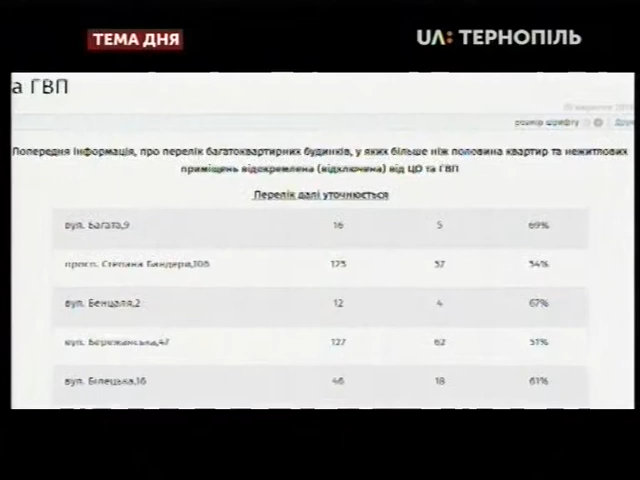 ТЕМА ДНЯ
UA: ТЕРНОПІЛЬ
а ГВП
розмір шрифту
Попередня інформація, про перелік багатоквартирних будинків, у яких більше ніж половина квартир та нежитлових
приміщень відокремлена (відключена) від ЦО та ГВП
Перелік далі уточнюється
вул. Багата,9 16 5 69%
просп. Степана Бандери,106 125 57 54%
вул. Бенцаля,2 12 4 67%
вул. Бережанська,47 127 62 51%
вул. Білецька,16 46 18 61%